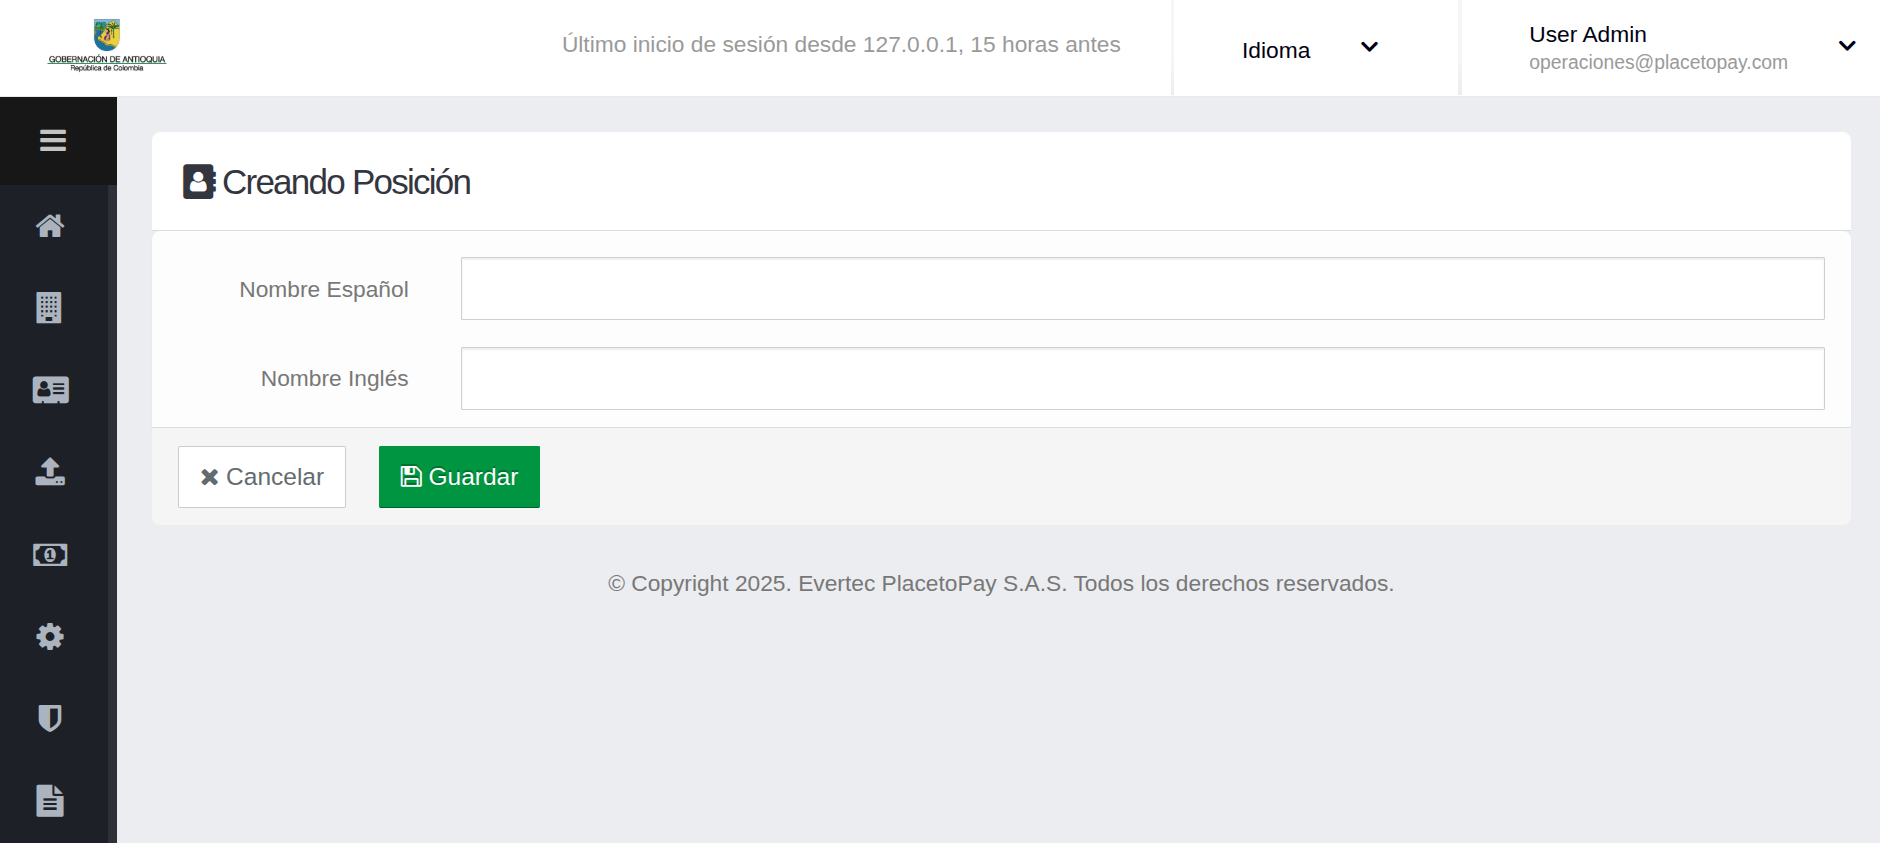 GOBERNACIÓN DE ANTIOQUIA
República de Colombia
Último inicio de sesión desde 127.0.0.1, 15 horas antes
Idioma
User Admin
operaciones@placetopay.com
Creando Posición
Nombre Español
Nombre Inglés
Cancelar
Guardar
© Copyright 2025. Evertec PlacetoPay S.A.S. Todos los derechos reservados.